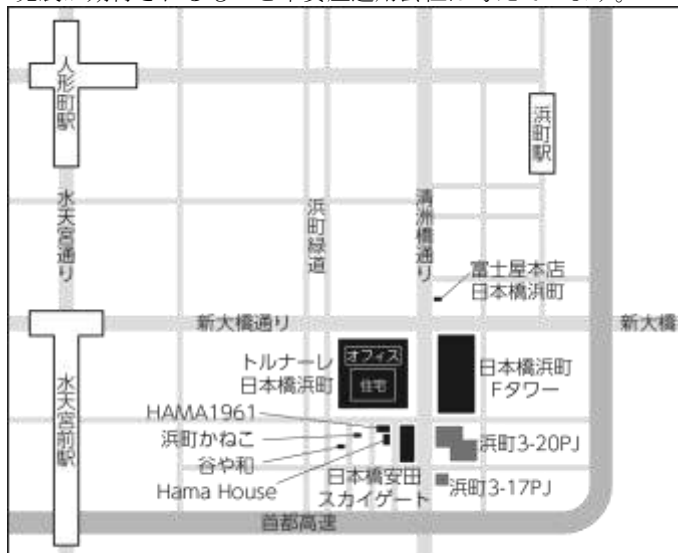 人形町駅
浜町駅
水天宮通り
浜町緑道
清洲橋通り
富士屋本店
日本橋浜町
新大橋通り
新大橋
トルナーレ
日本橋浜町
オフィス
住宅
日本橋浜町
Fタワー
水天宮前駅
HAMA1961
浜町かねこ
谷や和
Hama House
日本橋安田
スカイゲート
浜町3-20PJ
浜町3-17PJ
首都高速